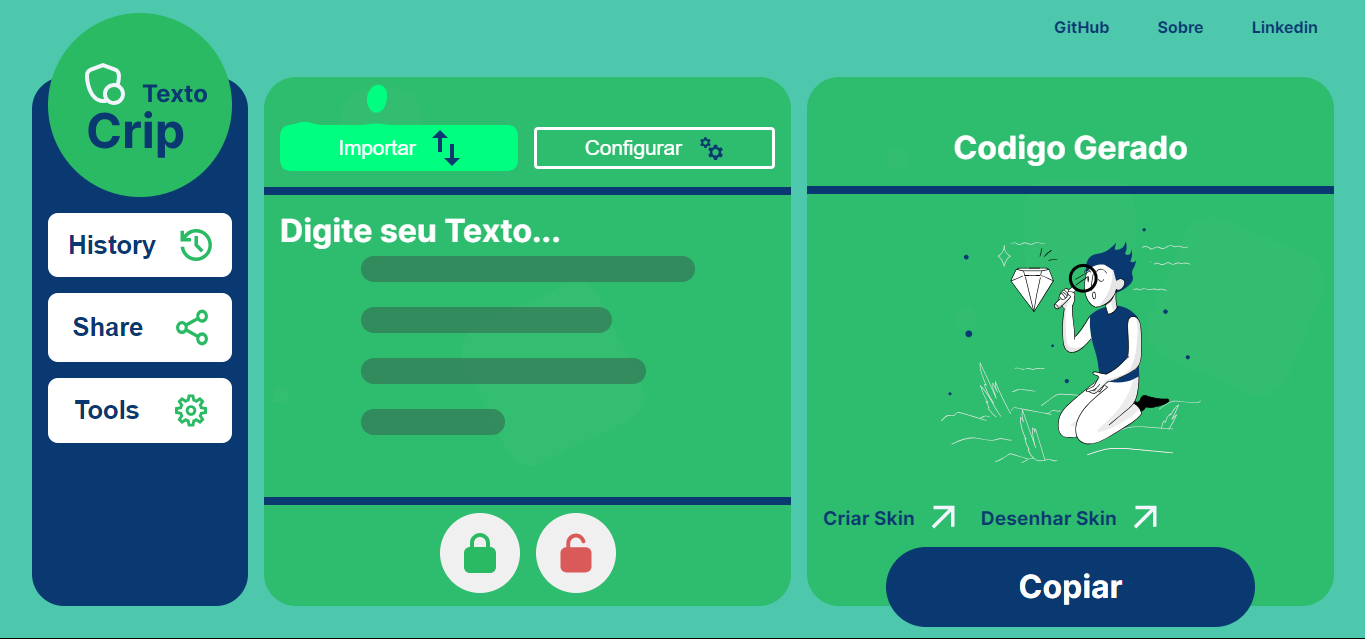 GitHub Sobre Linkedin
Texto
Crip
History
Share
Tools
Importar Configurar
Digite seu Texto...
Codigo Gerado
Criar Skin Desenhar Skin
Copiar